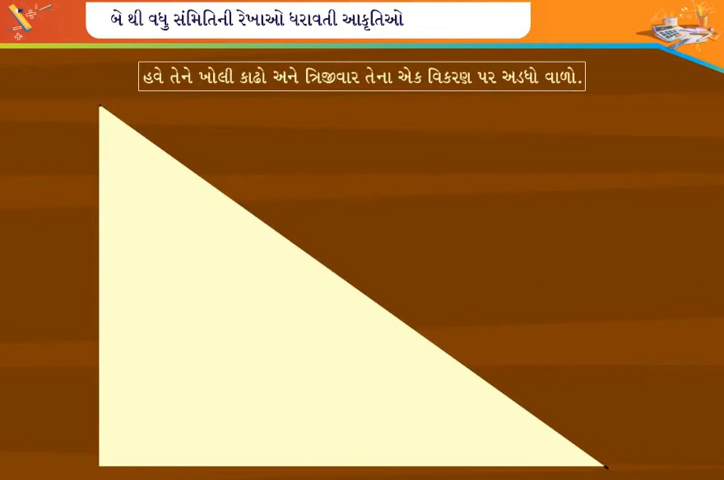 બે થી વધુ સંમિતિની રેખાઓ ધરાવતી આકૃતિઓ
હવે તેને ખોલી કાઢો અને ત્રિજીવાર તેના એક વિકરણ પર અડધો વાળો.